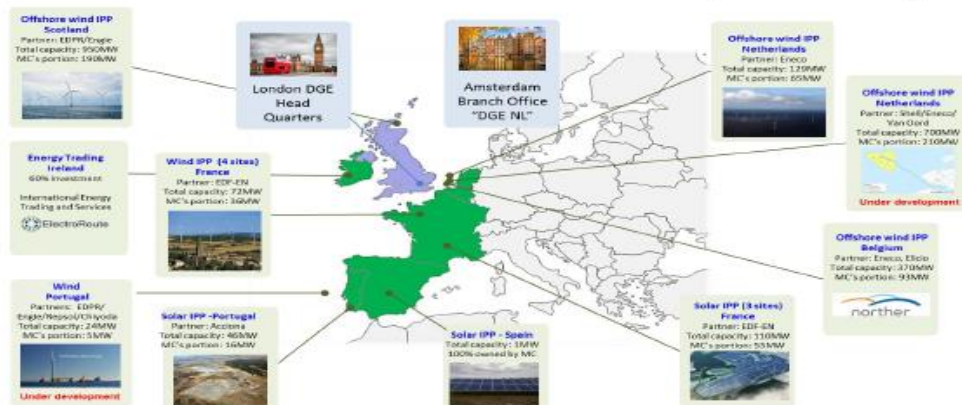 Offshore wind IPP
Scotland
Partner: EDPR/Engie
Total capacity: 950MW
MC's portion: 190MW
London DGE
Head
Quarters
Amsterdam
Branch Office
"DGE NL"
Offshore wind IPP
Netherlands
Partner: Eneco
Total capacity: 129MW
MC's portion: 65MW
Offshore wind IPP
Netherlands
Partner: Shell/Eneco/
Van Oord
Total capacity: 700MW
MC's portion: 210MW
Under development
Energy Trading
Ireland
60% investment
International Energy
Trading and Services
ElectroRoute
Wind IPP (4 sites)
France
Partner: EDF-EN
Total capacity: 72MW
MC's portion: 36MW
Offshore wind IPP
Belgium
Partner: Eneco, Elicio
Total capacity: 370MW
MC's portion: 93MW
norther
Wind
Portugal
Partners: EDPR/
Engie/Repsol/Chiyoda
Total capacity: 24MW
MC's portion: 5MW
Under development
Solar IPP -Portugal
Partner: Acciona
Total capacity: 46MW
MC's portion: 16MW
Solar IPP - Spain
Total capacity: 1MW
100% owned by MC
Solar IPP (3 sites)
France
Partner: EDF-EN
Total capacity: 110MW
MC's portion: 55MW